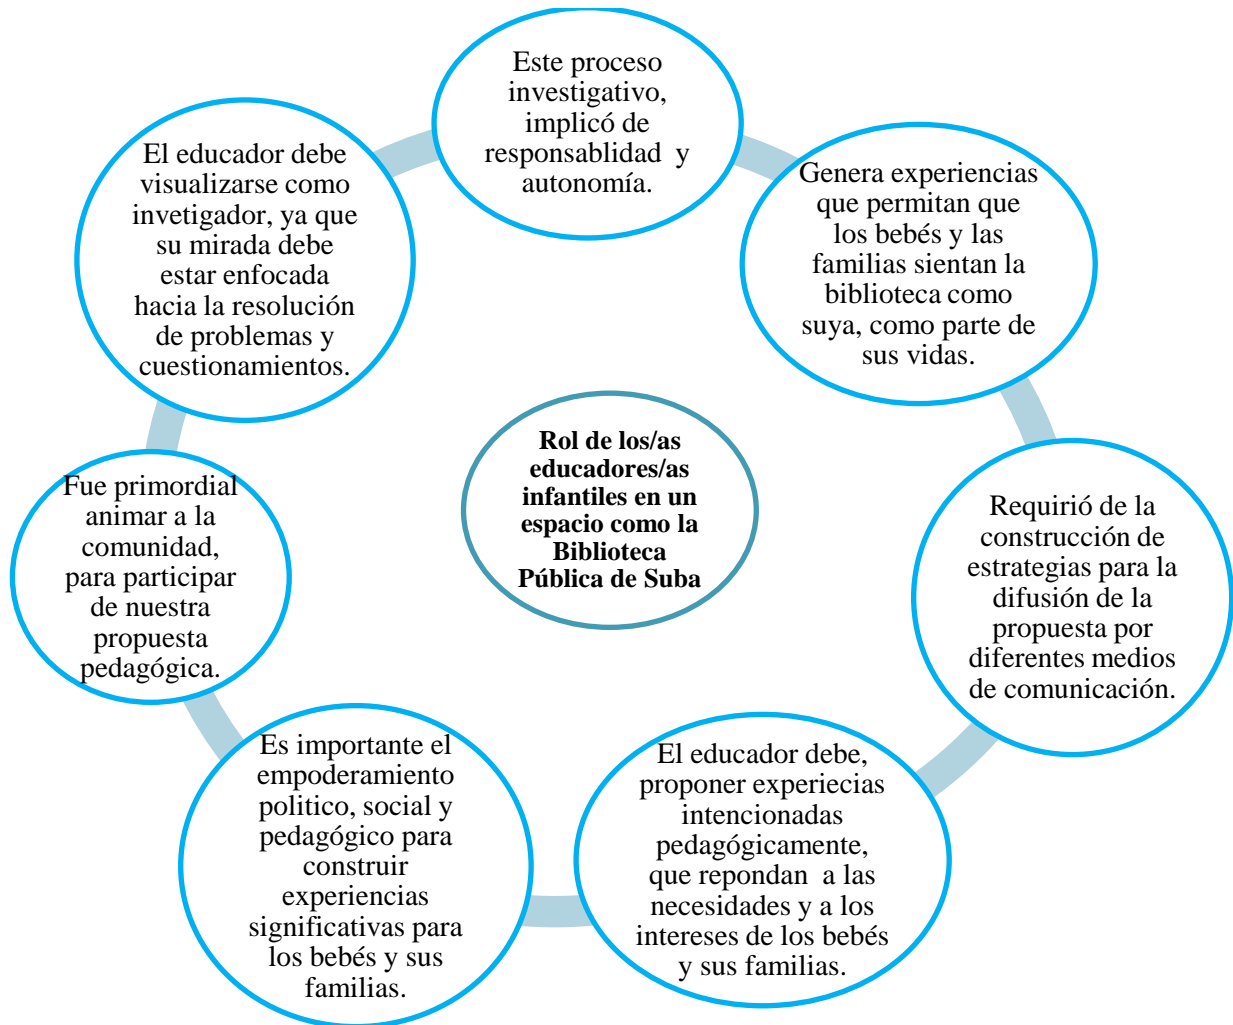 Este proceso
investigativo,
implicó de
responsablidad y
autonomía.
Genera experiencias
que permitan que
los bebés y las
familias sientan la
biblioteca como
suya, como parte de
sus vidas.
Requirió de la
construcción de
estrategias para la
difusión de la
propuesta por
diferentes medios
de comunicación.
El educador debe,
proponer experiecias
intencionadas
pedagógicamente,
que repondan a las
necesidades y a los
intereses de los bebés
y sus familias.
Es importante el
empoderamiento
politico, social y
pedagógico para
construir
experiencias
significativas para
los bebés y sus
familias.
Fue primordial
animar a la
comunidad,
para participar
de nuestra
propuesta
pedagógica.
El educador debe
visualizarse como
invetigador, ya que
su mirada debe
estar enfocada
hacia la resolución
de problemas y
cuestionamientos.
Rol de los/as
educadores/as
infantiles en un
espacio como la
Biblioteca
Pública de Suba